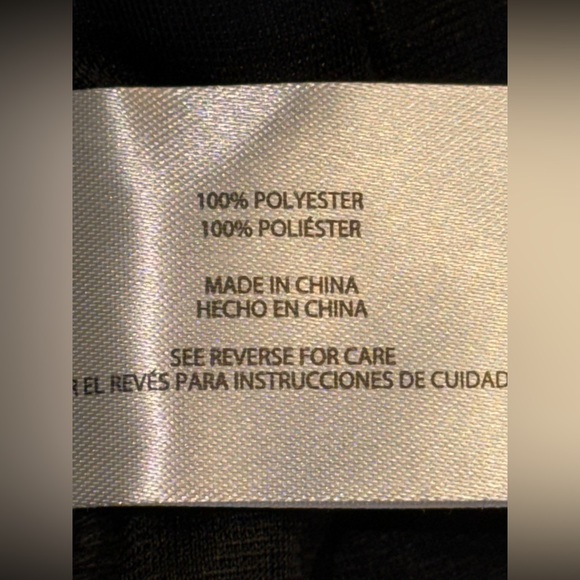 100% POLYESTER
100% POLIÉSTER
MADE IN CHINA
HECHO EN CHINA
SEE REVERSE FOR CARE
EL REVÉS PARA INSTRUCCIONES DE CUIDAD